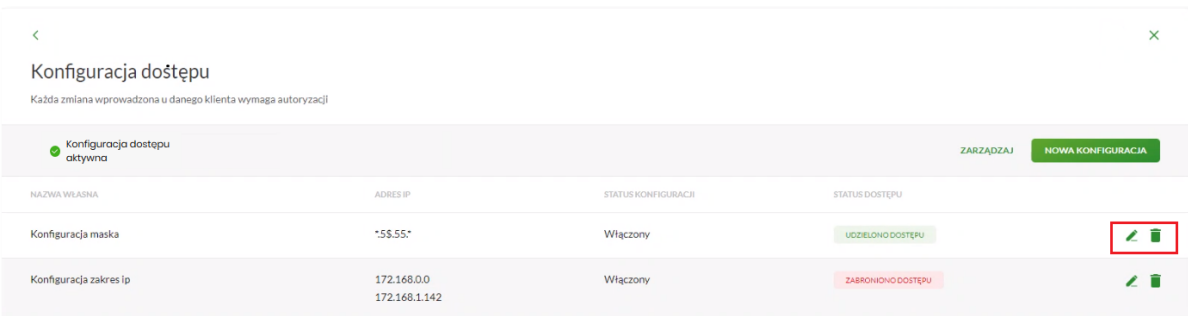 Konfiguracja dostępu
Każda zmiana wprowadzona u danego klienta wymaga autoryzacji
Konfiguracja dostępu
aktywna
ZARZĄDZAJ
NOWA KONFIGURACJA
NAZWA WŁASNA ADRES IP STATUS KONFIGURACJI STATUS DOSTĘPU
Konfiguracja maska *.5$.55.* Włączony UDZIELONO DOSTĘPU
Konfiguracja zakres ip 172.168.0.0 Włączony ZABRONIONO DOSTĘPU
172.168.1.142